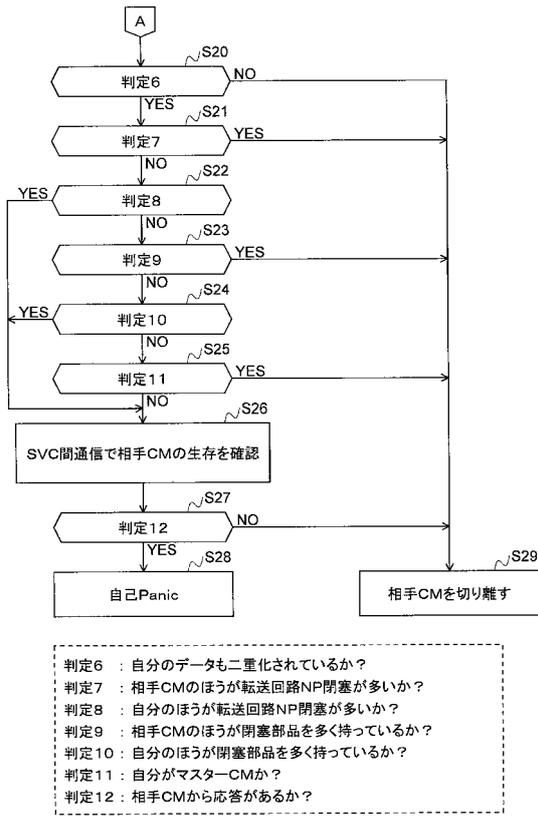 A
S20
判定6
NO
YES
S21
判定7
YES
NO
S22
YES
判定8
NO
S23
判定9
YES
NO
S24
YES
判定10
NO
S25
判定11
YES
NO
S26
SVC間通信で相手CMの生存を確認
S27
判定12
NO
YES
S28
自己Panic
S29
相手CMを切り離す
判定6 : 自分のデータも二重化されているか?
判定7 : 相手CMのほうが転送回路NP閉塞が多いか?
判定8 : 自分のほうが転送回路NP閉塞が多いか?
判定9 : 相手CMのほうが閉塞部品を多く持っているか?
判定10 : 自分のほうが閉塞部品を多く持っているか?
判定11 : 自分がマスターCMか?
判定12 : 相手CMから応答があるか?